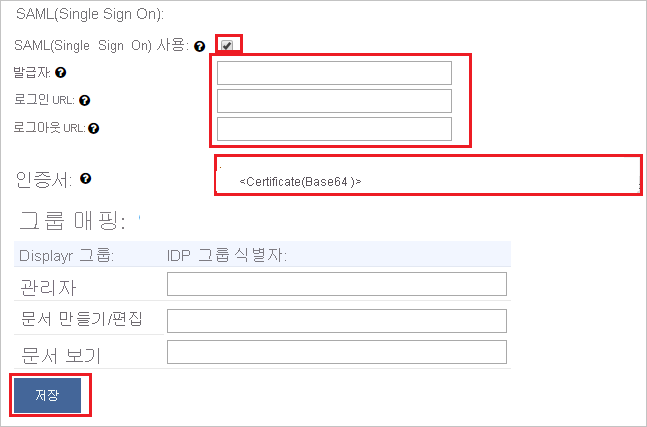 SAML(Single Sign On):
SAML(Single Sign On) 사용:
발급자:
로그인 URL:
로그아웃 URL:
인증서:
<Certificate(Base64 )>
그룹 매핑:
Displayr 그룹: IDP 그룹 식별자:
관리자
문서 만들기/편집
문서 보기
저장